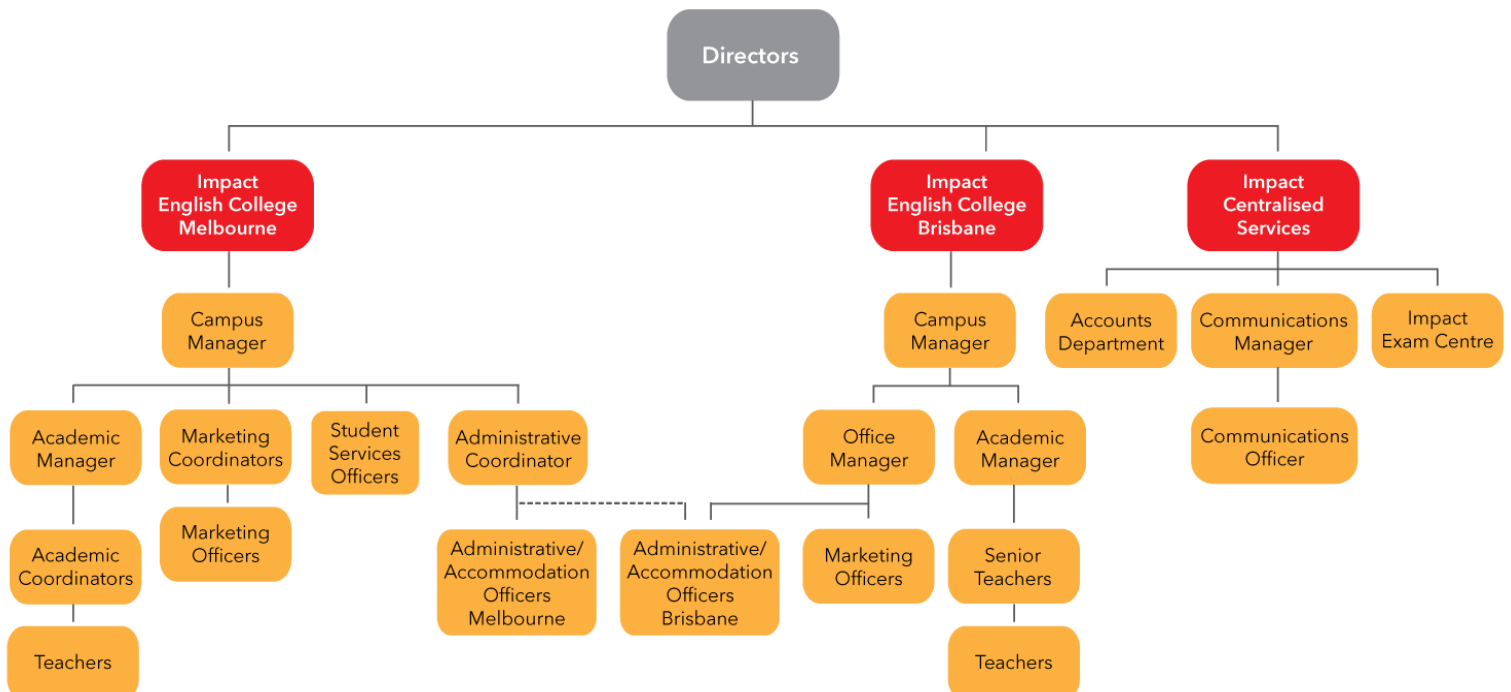 Directors
Impact
English College
Melbourne
Impact
English College
Brisbane
Impact
Centralised
Services
Campus
Manager
Campus
Manager
Accounts
Department
Communications
Manager
Impact
Exam Centre
Academic
Manager
Marketing
Coordinators
Student
Services
Officers
Administrative
Coordinator
Office
Manager
Academic
Manager
Communications
Officer
Academic
Coordinators
Marketing
Officers
Administrative/
Accommodation
Officers
Melbourne
Administrative/
Accommodation
Officers
Brisbane
Marketing
Officers
Senior
Teachers
Teachers
Teachers